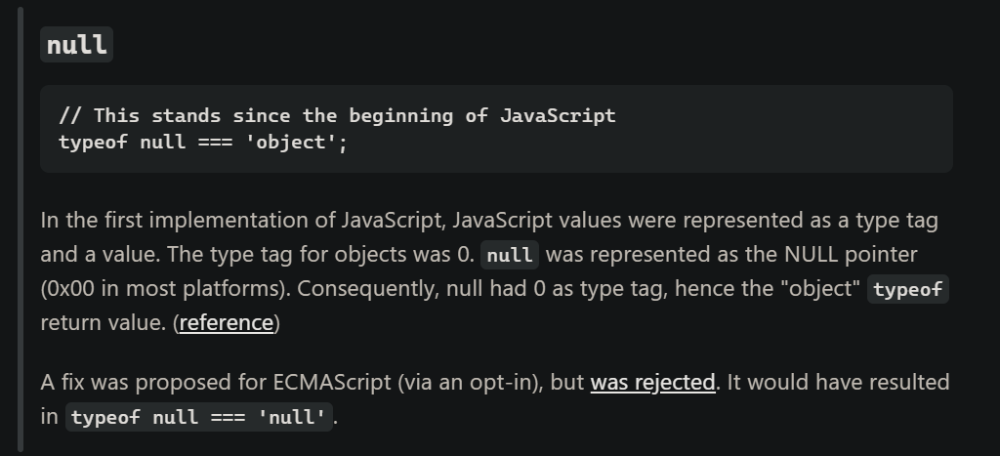 null
// This stands since the beginning of JavaScript
typeof null === 'object';
In the first implementation of JavaScript, JavaScript values were represented as a type tag
and a value. The type tag for objects was 0. null was represented as the NULL pointer
(0x00 in most platforms). Consequently, null had 0 as type tag, hence the "object" typeof
return value. (reference)
A fix was proposed for ECMAScript (via an opt-in), but was rejected. It would have resulted
in typeof null === 'null'.